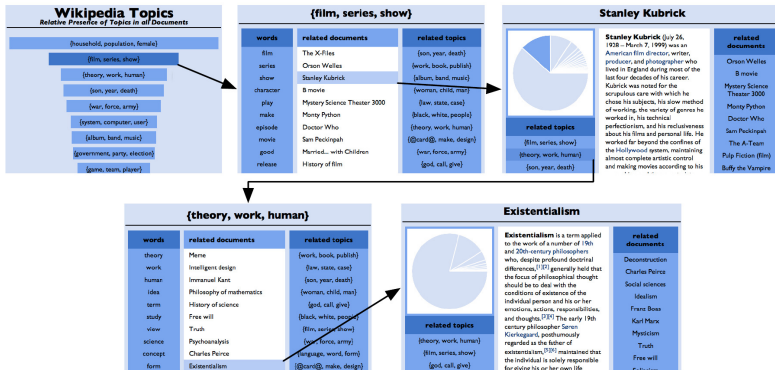 Wikipedia Topics
Relative Presence of Topics in all Documents
{household, population, female}
{film, series, show}
{theory, work, human}
{son, year, death}
{war, force, army}
{system, computer, user}
{album, band, music}
{government, party, election}
{game, team, player}
{film, series, show}
words related documents related topics
film The X-Files {son, year, death}
series Orson Welles {work, book, publish}
show Stanley Kubrick {album, band, music}
character B movie {woman, child, man}
play Mystery Science Theater 3000 {law, state, case}
make Monty Python {black, white, people}
episode Doctor Who {theory, work, human}
movie Sam Peckinpah {@card@, make, design}
good Married... with Children {war, force, army}
release History of film {god, call, give}
Stanley Kubrick
related topics
{film, series, show}
{theory, work, human}
{son, year, death}
Stanley Kubrick (July 26,
1928 – March 7, 1999) was an
American film director, writer,
producer, and photographer who
lived in England during most of the
last four decades of his career.
Kubrick was noted for the
scrupulous care with which he
chose his subjects, his slow method
of working, the variety of genres he
worked in, his technical
perfectionism, and his reclusiveness
about his films and personal life. He
worked far beyond the confines of
the Hollywood system, maintaining
almost complete artistic control
and making movies according to his
related
documents
Orson Welles
B movie
Mystery Science
Theater 3000
Monty Python
Doctor Who
Sam Peckinpah
The A-Team
Pulp Fiction (film)
Buffy the Vampire
{theory, work, human}
words related documents related topics
theory Meme {work, book, publish}
work Intelligent design {law, state, case}
human Immanuel Kant {son, year, death}
idea Philosophy of mathematics {woman, child, man}
term History of science {god, call, give}
study Free will {black, white, people}
view Truth {film, series, show}
science Psychoanalysis {war, force, army}
concept Charles Peirce {language, word, form}
form Existentialism {@card@, make, design}
Existentialism
related topics
{theory, work, human}
{film, series, show}
{god, call, give}
Existentialism is a term applied
to the work of a number of 19th
and 20th-century philosophers
who, despite profound doctrinal
differences,[1][2] generally held that
the focus of philosophical thought
should be to deal with the
conditions of existence of the
individual person and his or her
emotions, actions, responsibilities,
and thoughts.[3][4] The early 19th
century philosopher Søren
Kierkegaard, posthumously
regarded as the father of
existentialism,[5][6] maintained that
the individual is solely responsible
for giving his or her own life
related
documents
Deconstruction
Charles Peirce
Social sciences
Idealism
Franz Boas
Karl Marx
Mysticism
Truth
Free will